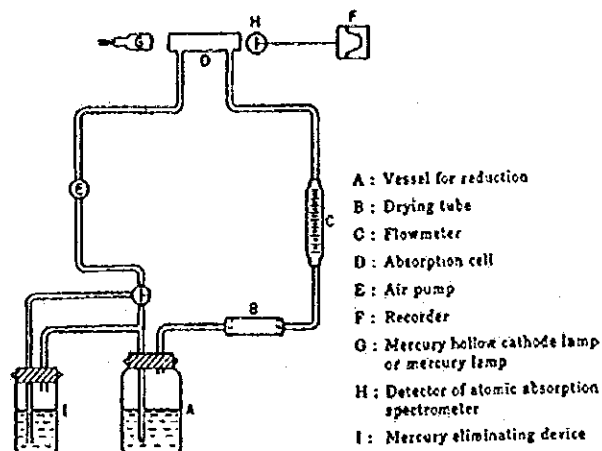 H
F
G
D
E
C
B
I
A
A : Vessel for reduction
B : Drying tube
C : Flowmeter
D : Absorption cell
E : Air pump
F : Recorder
G : Mercury hollow cathode lamp
or mercury lamp
H : Detector of atomic absorption
spectrometer
I : Mercury eliminating device